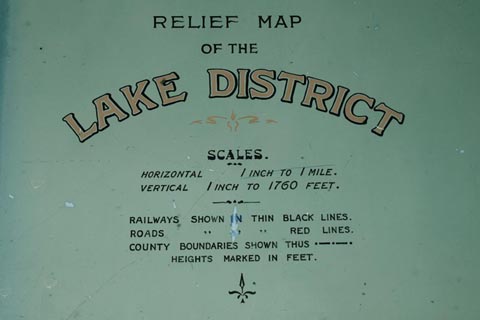 RELIEF MAP
OF THE
LAKE DISTRICT
SCALES.
HORIZONTAL 1 INCH TO 1 MILE.
VERTICAL 1 INCH TO 1760 FEET.
RAILWAYS SHOWN IN THIN BLACK LINES.
ROADS " " " RED LINES.
COUNTY BOUNDARIES SHOWN THUS —·—·—
HEIGHTS MARKED IN FEET.